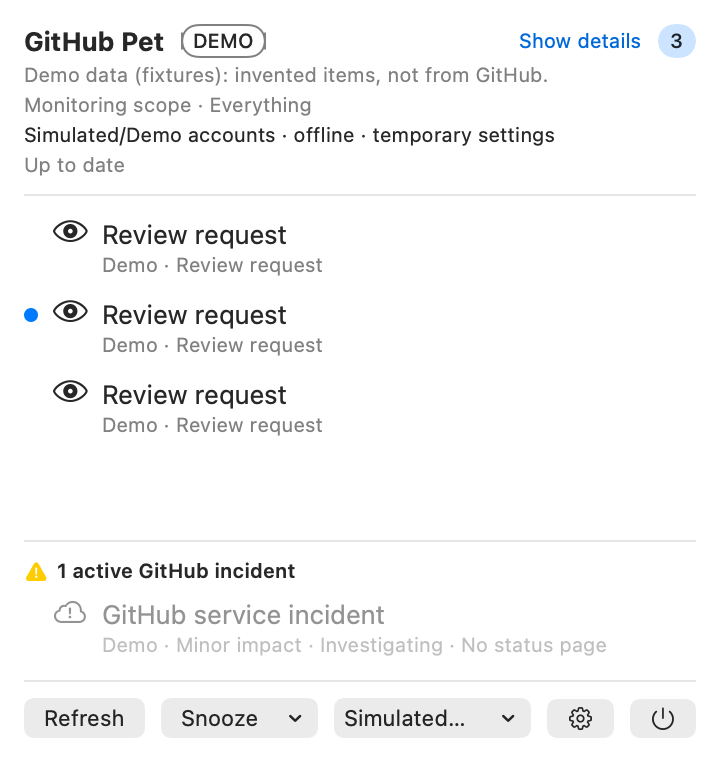 GitHub Pet DEMO Show details 3
Demo data (fixtures): invented items, not from GitHub.
Monitoring scope · Everything
Simulated/Demo accounts · offline · temporary settings
Up to date
Review request
Demo · Review request
Review request
Demo · Review request
Review request
Demo · Review request
1 active GitHub incident
GitHub service incident
Demo · Minor impact · Investigating · No status page
Refresh Snooze Simulated...